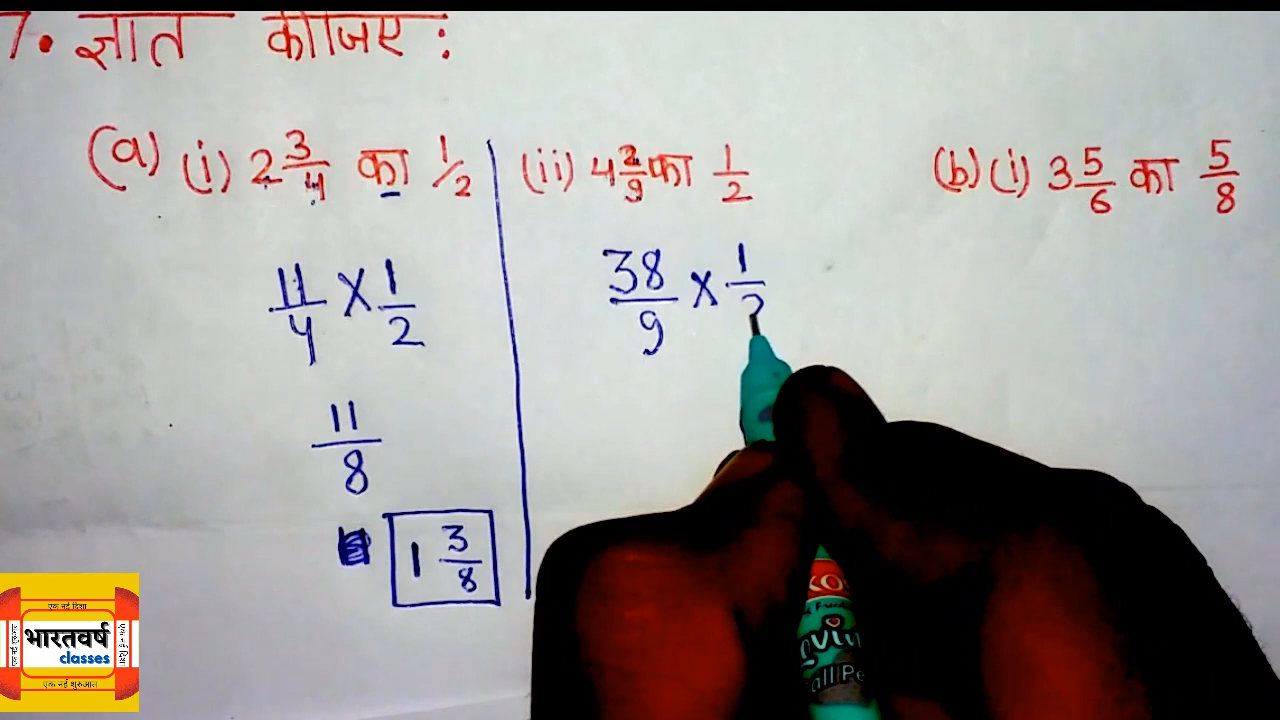 7. ज्ञात कीजिए :
(a) (i) 2 3/4 का 1/2
(ii) 4 2/9 का 1/2
(b) (i) 3 5/6 का 5/8
11/4 × 1/2
38/9 × 1/2
11/8
1 3/8
एक नई दिशा
भारतवर्ष
classes
एक नई शुरुआत